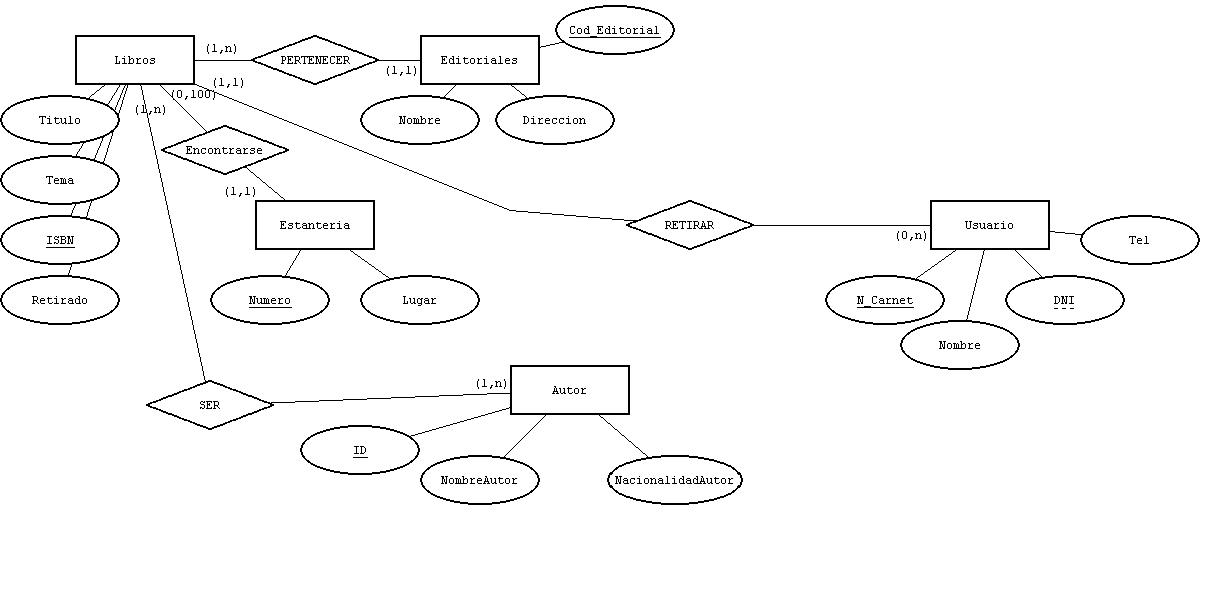 Cod_Editorial
Libros
(1,n)
PERTENECER
(1,1)
Editoriales
(1,1)
(0,100)
(1,n)
Titulo
Nombre
Direccion
Encontrarse
Tema
(1,1)
Estanteria
RETIRAR
(0,n)
Usuario
Tel
ISBN
Retirado
Numero
Lugar
N_Carnet
DNI
Nombre
(1,n)
Autor
SER
ID
NombreAutor
NacionalidadAutor